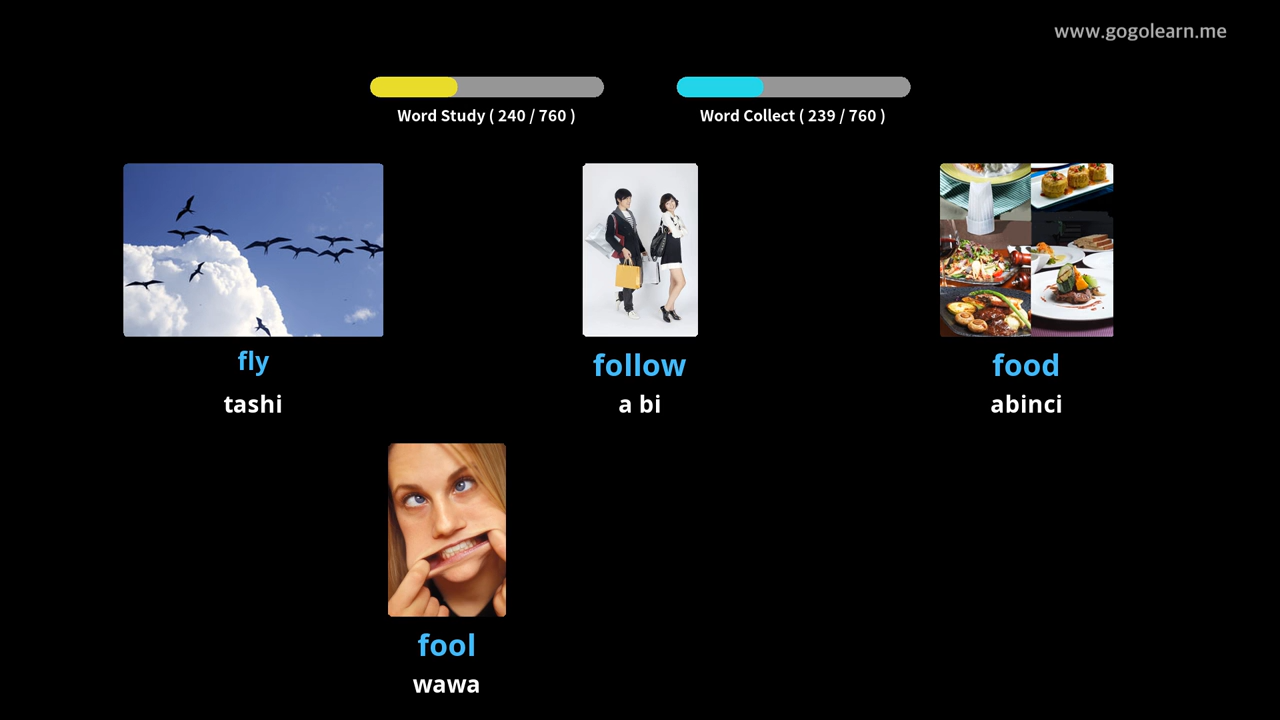 www.gogolearn.me
Word Study ( 240 / 760 )
Word Collect ( 239 / 760 )
fly
tashi
follow
a bi
food
abinci
fool
wawa